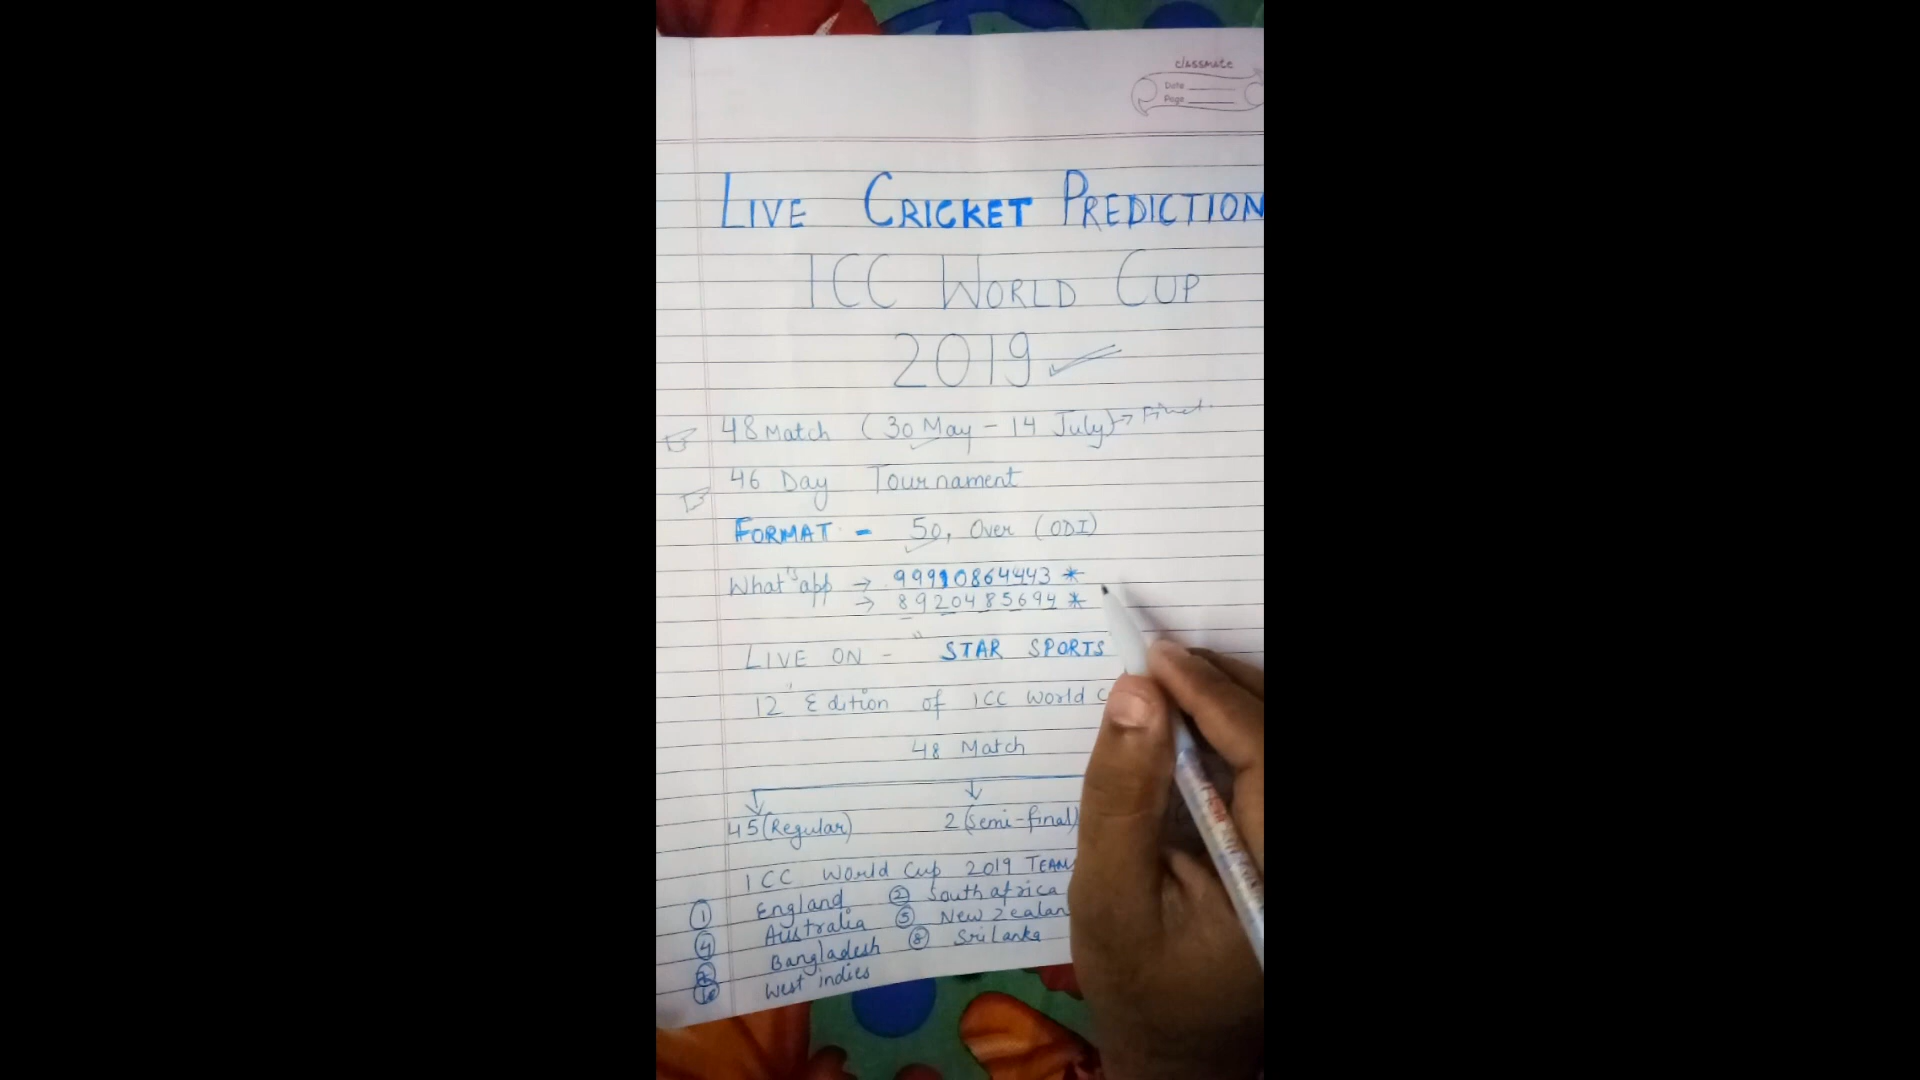 classmate
Date
Page
LIVE CRICKET PREDICTION
ICC WORLD CUP
2019
48 Match (30 May - 14 July) → Final.
46 Day Tournament
FORMAT - 50, Over (ODI)
What's app → 99910864443 *
→ 8920485694 *
LIVE ON - STAR SPORTS
12" Edition of ICC World C
48 Match
45 (Regular) 2 (Semi-final)
ICC World Cup 2019 TEAMS
① England ② South africa
④ Australia ⑤ New Zealan
Bangladesh ⑧ Sri Lanka
⑩ West indies